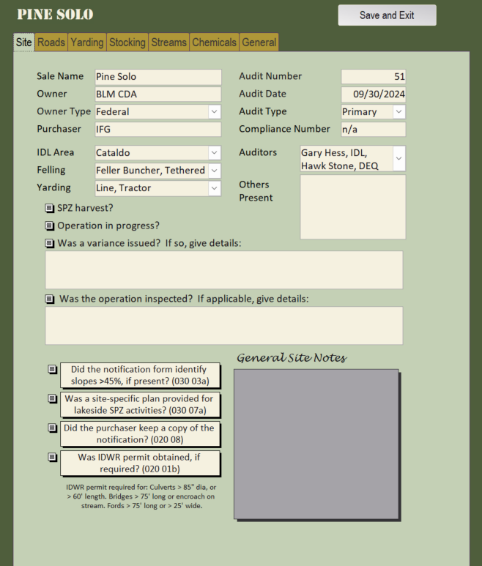 PINE SOLO
Save and Exit
Site Roads Yarding Stocking Streams Chemicals General
Sale Name Pine Solo
Owner BLM CDA
Owner Type Federal
Purchaser IFG
Audit Number 51
Audit Date 09/30/2024
Audit Type Primary
Compliance Number n/a
IDL Area Cataldo
Felling Feller Buncher, Tethered
Yarding Line, Tractor
Auditors Gary Hess, IDL,
Hawk Stone, DEQ
Others
Present
SPZ harvest?
Operation in progress?
Was a variance issued? If so, give details:
Was the operation inspected? If applicable, give details:
Did the notification form identify
slopes >45%, if present? (030 03a)
Was a site-specific plan provided for
lakeside SPZ activities? (030 07a)
Did the purchaser keep a copy of the
notification? (020 08)
Was IDWR permit obtained, if
required? (020 01b)
IDWR permit required for: Culverts > 85" dia, or
> 60' length. Bridges > 75' long or encroach on
stream. Fords > 75' long or > 25' wide.
General Site Notes